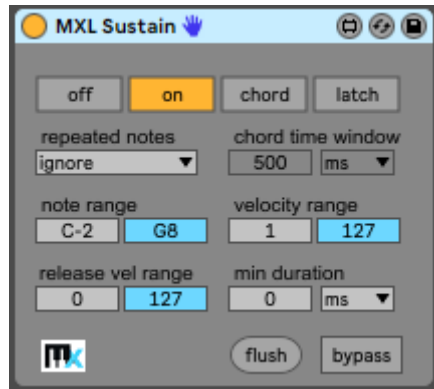 MXL Sustain
off on chord latch
repeated notes chord time window
ignore 500 ms
note range velocity range
C-2 G8 1 127
release vel range min duration
0 127 0 ms
mx flush bypass